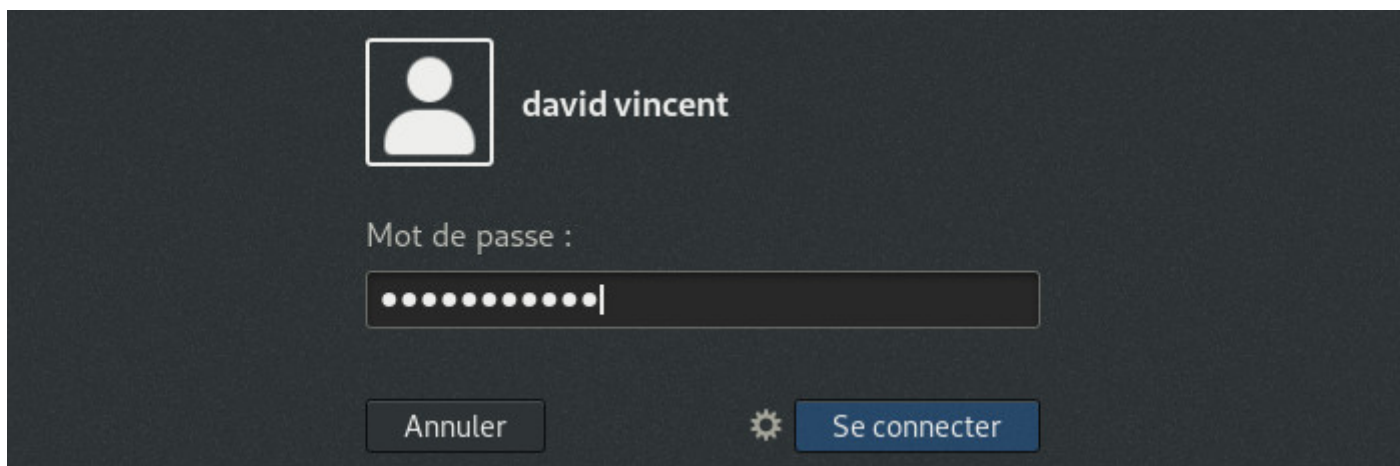 david vincent
Mot de passe :
●●●●●●●●●●●
Annuler
Se connecter